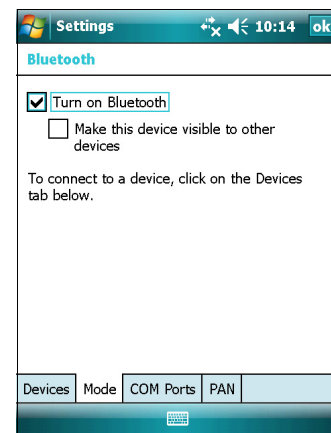 Settings 10:14 ok
Bluetooth
Turn on Bluetooth
Make this device visible to other
devices
To connect to a device, click on the Devices
tab below.
Devices Mode COM Ports PAN